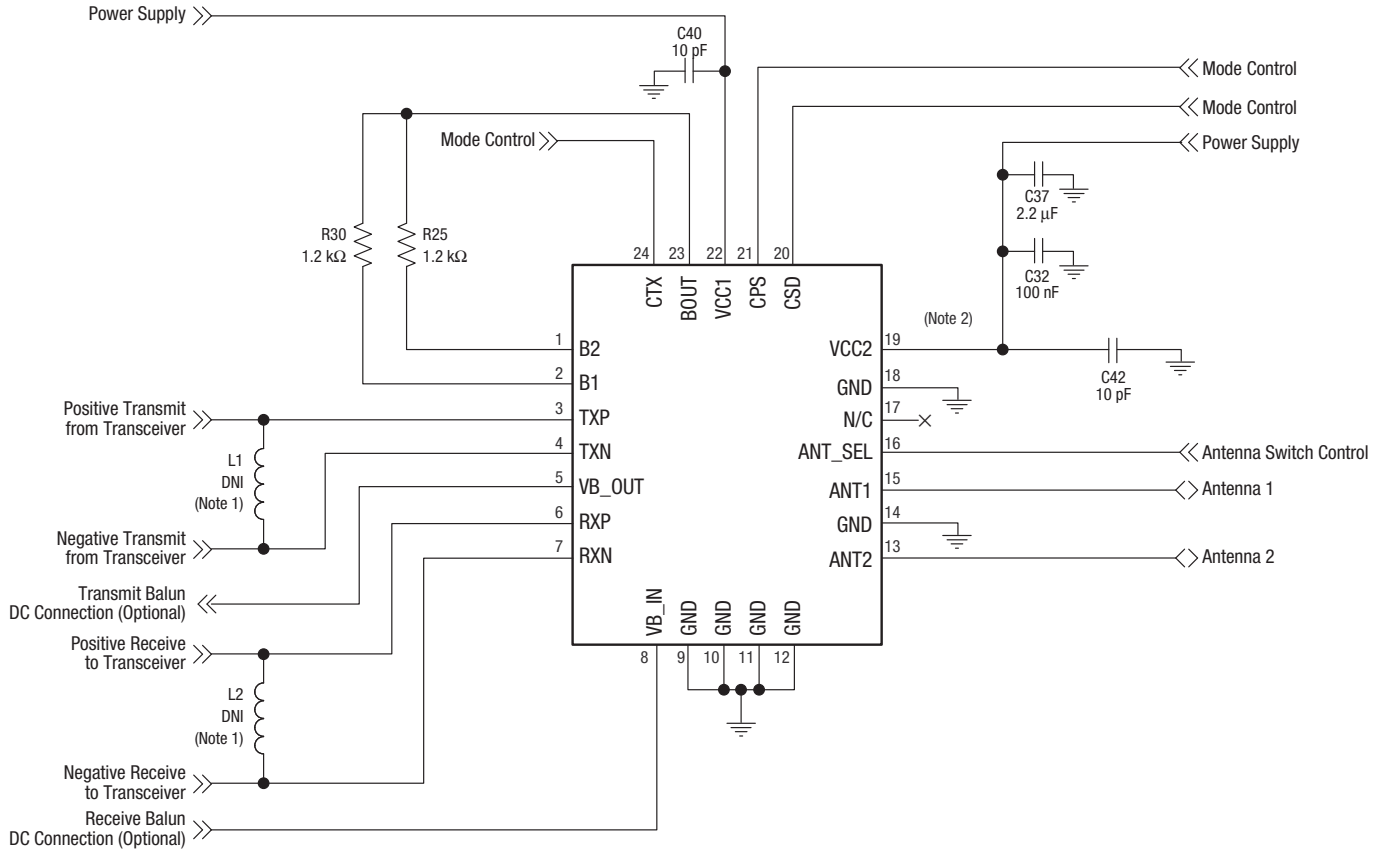 Power Supply
C40
10 pF
Mode Control
Mode Control
Mode Control
Power Supply
C37
2.2 µF
R30
1.2 kΩ
R25
1.2 kΩ
C32
100 nF
24
23
22
21
20
CTX
BOUT
VCC1
CPS
CSD
(Note 2)
1
B2
VCC2
19
C42
10 pF
2
B1
GND
18
Positive Transmit
from Transceiver
3
TXP
N/C
17
L1
DNI
(Note 1)
4
TXN
ANT_SEL
16
Antenna Switch Control
5
VB_OUT
ANT1
15
Antenna 1
Negative Transmit
from Transceiver
6
RXP
GND
14
7
RXN
ANT2
13
Antenna 2
Transmit Balun
DC Connection (Optional)
VB_IN
GND
GND
GND
GND
8
9
10
11
12
Positive Receive
to Transceiver
L2
DNI
(Note 1)
Negative Receive
to Transceiver
Receive Balun
DC Connection (Optional)